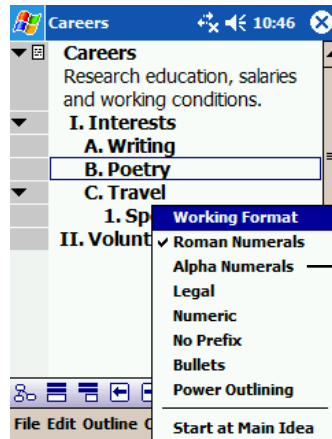 Careers 10:46
Careers
Research education, salaries
and working conditions.
I. Interests
A. Writing
B. Poetry
C. Travel
1. Sp
II. Volunt
Working Format
✓ Roman Numerals
Alpha Numerals
Legal
Numeric
No Prefix
Bullets
Power Outlining
Start at Main Idea
File Edit Outline